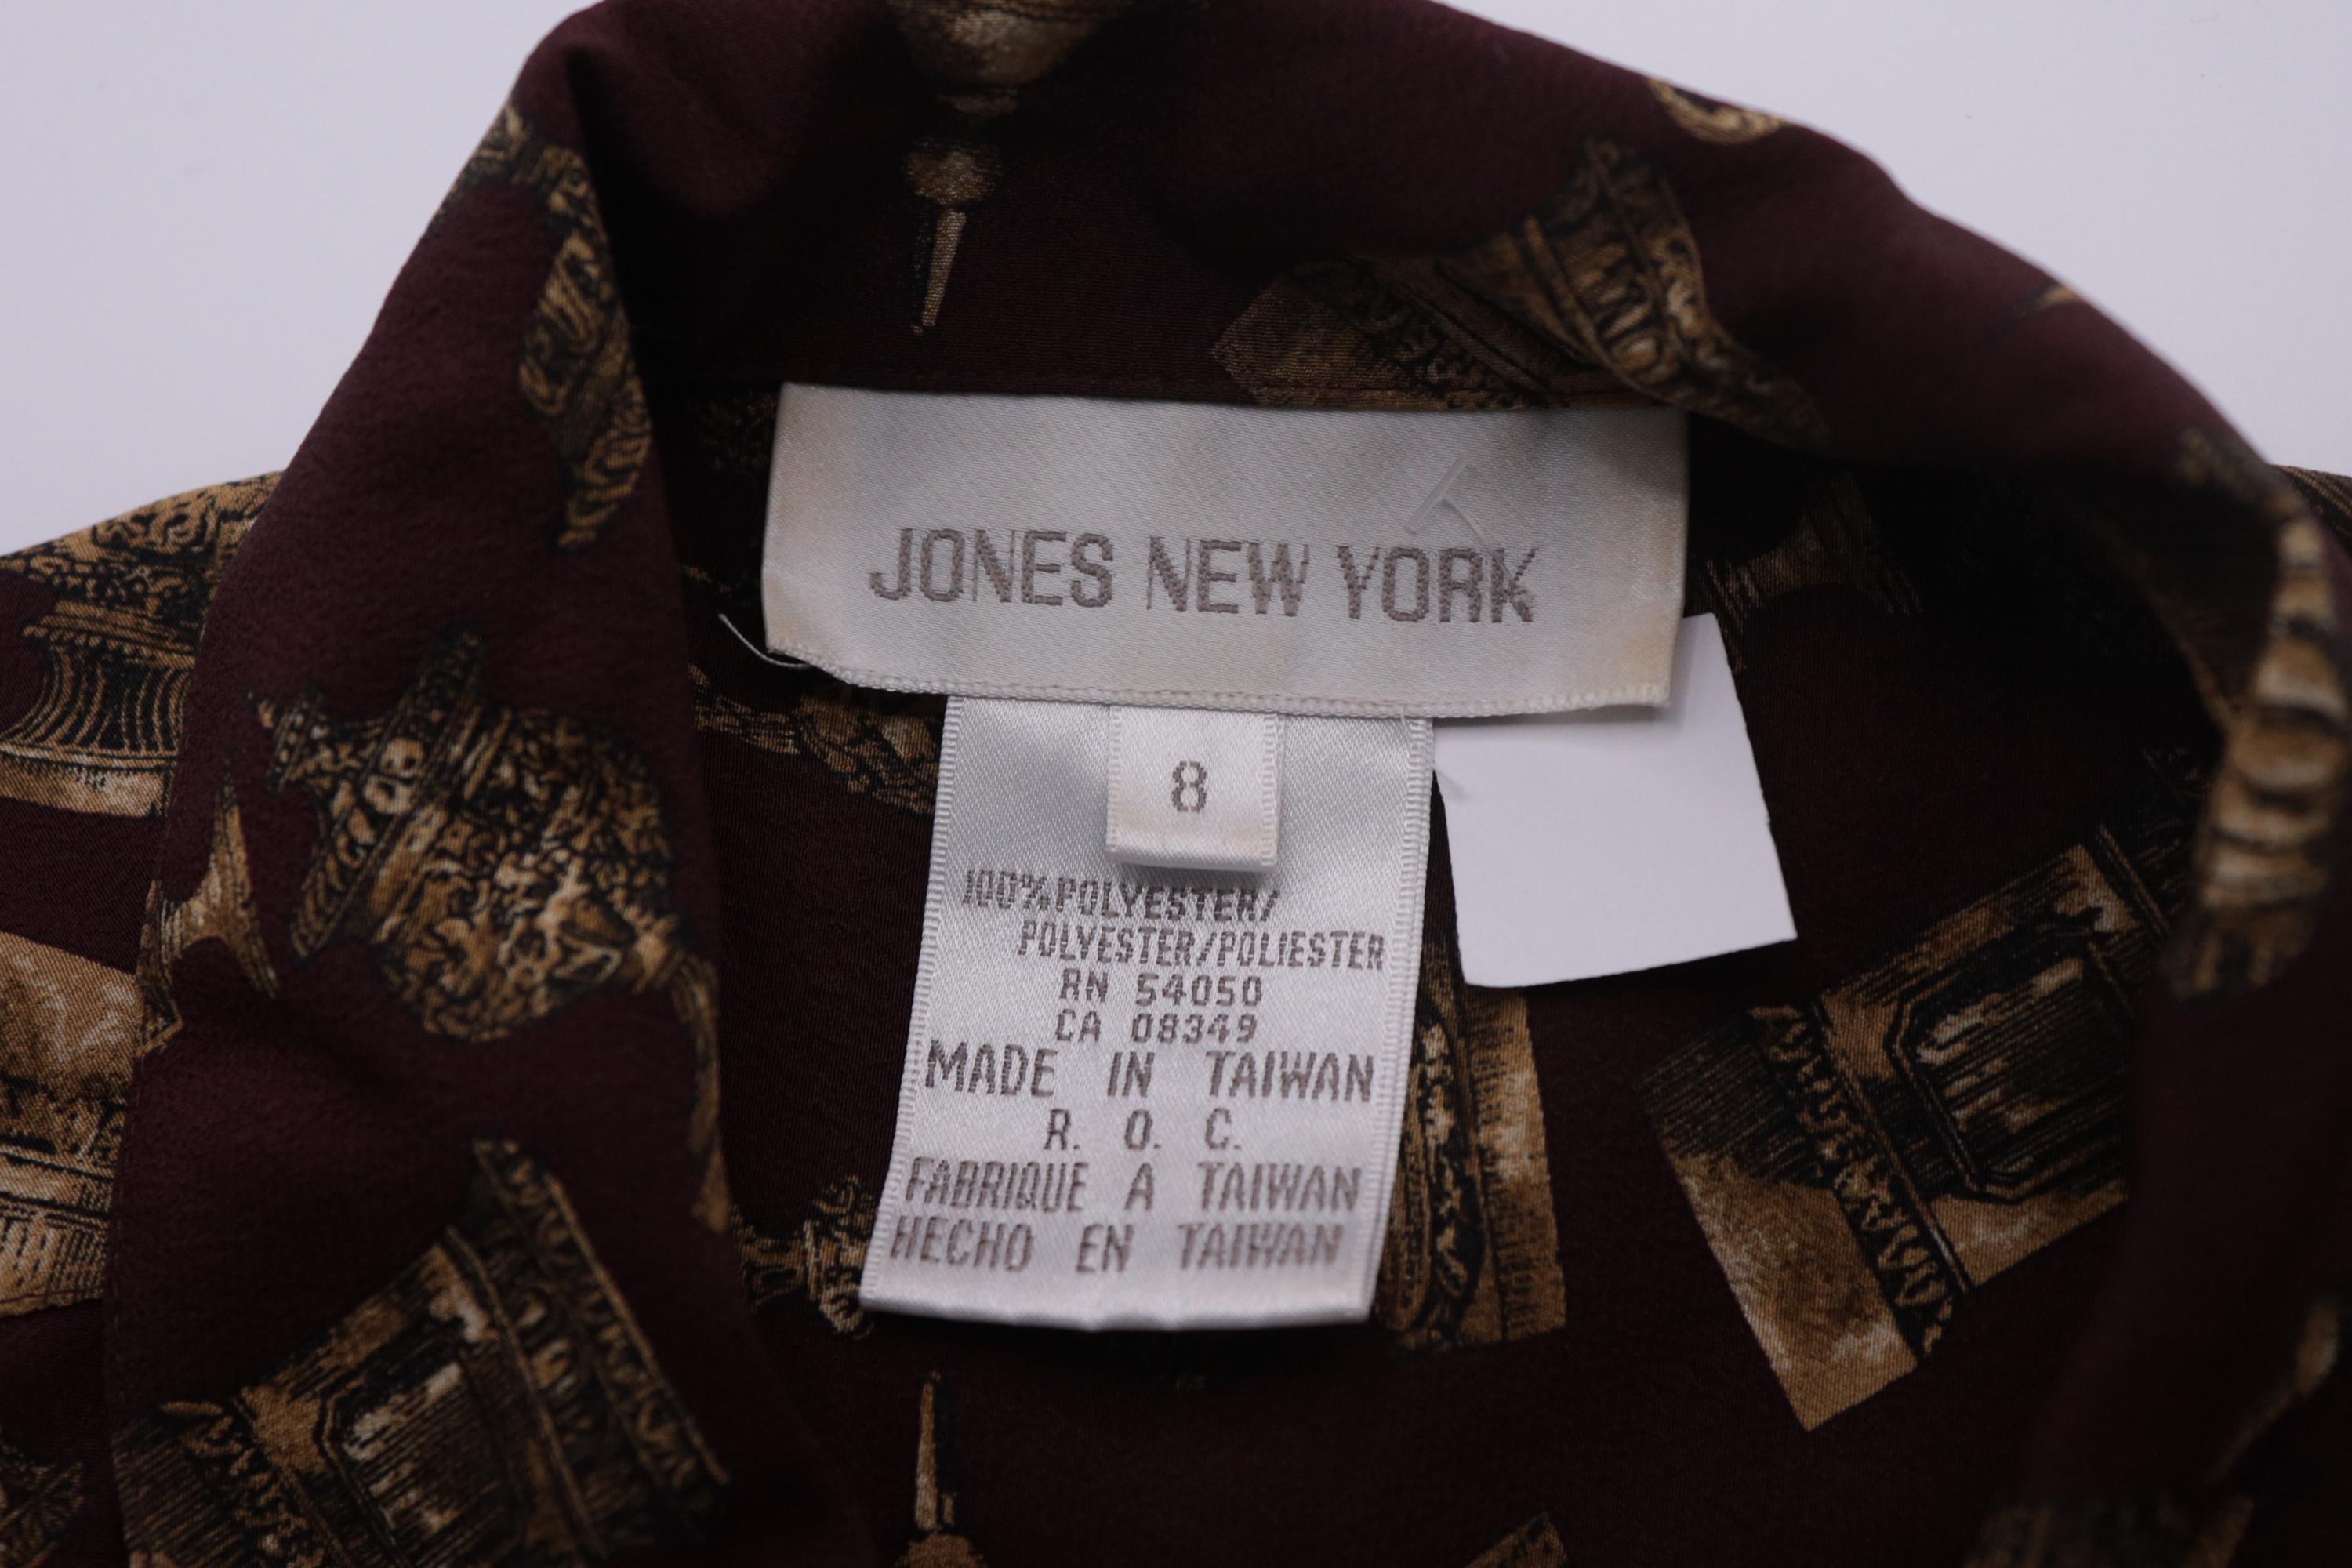 JONES NEW YORK
8
100% POLYESTER/
POLYESTER/POLIESTER
RN 54050
CA 08349
MADE IN TAIWAN
R. O. C.
FABRIQUE A TAIWAN
HECHO EN TAIWAN